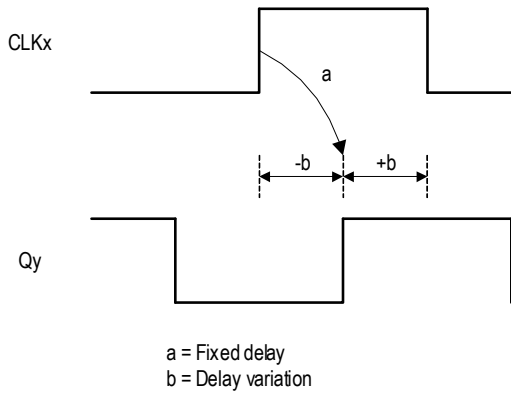 CLKx
a
-b
+b
Qy
a = Fixed delay
b = Delay variation